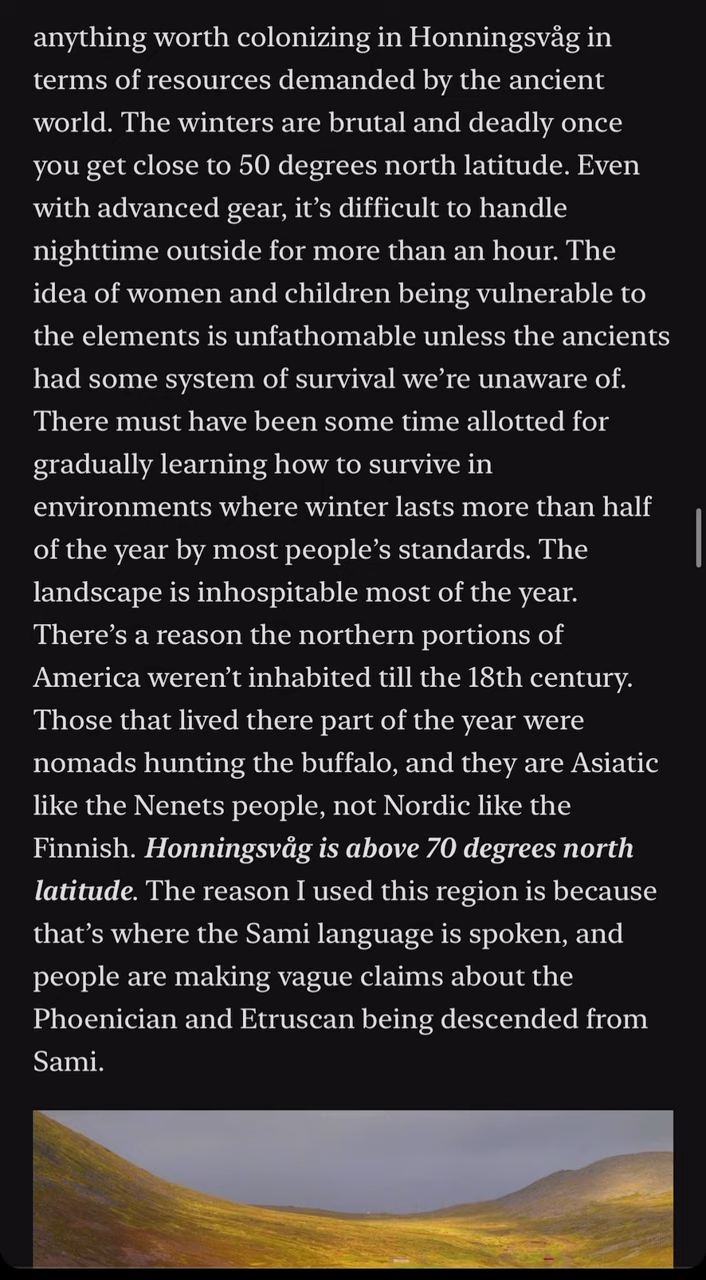 anything worth colonizing in Honningsvåg in
terms of resources demanded by the ancient
world. The winters are brutal and deadly once
you get close to 50 degrees north latitude. Even
with advanced gear, it’s difficult to handle
nighttime outside for more than an hour. The
idea of women and children being vulnerable to
the elements is unfathomable unless the ancients
had some system of survival we’re unaware of.
There must have been some time allotted for
gradually learning how to survive in
environments where winter lasts more than half
of the year by most people’s standards. The
landscape is inhospitable most of the year.
There’s a reason the northern portions of
America weren’t inhabited till the 18th century.
Those that lived there part of the year were
nomads hunting the buffalo, and they are Asiatic
like the Nenets people, not Nordic like the
Finnish. Honningsvåg is above 70 degrees north
latitude. The reason I used this region is because
that’s where the Sami language is spoken, and
people are making vague claims about the
Phoenician and Etruscan being descended from
Sami.